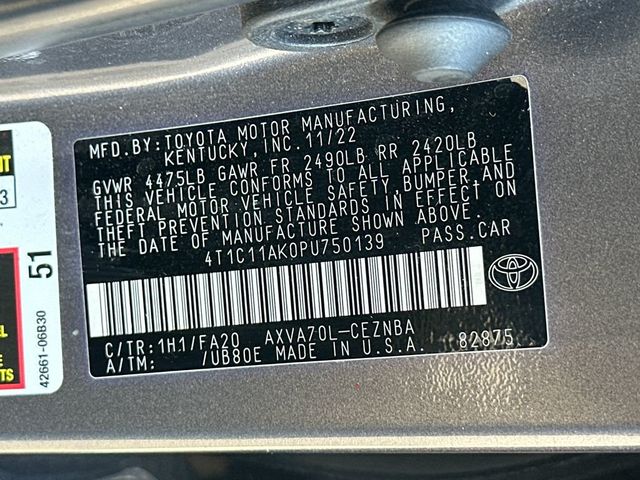 MFD.BY:TOYOTA MOTOR MANUFACTURING,
KENTUCKY, INC. 11/22
GVWR 4475LB GAWR FR 2490LB RR 2420LB
THIS VEHICLE CONFORMS TO ALL APPLICABLE
FEDERAL MOTOR VEHICLE SAFETY,BUMPER,AND
THEFT PREVENTION STANDARDS IN EFFECT ON
THE DATE OF MANUFACTURE SHOWN ABOVE.
4T1C11AK0PU750139 PASS.CAR
C/TR:1H1/FA20 AXVA70L-CEZNBA
A/TM: /UB80E MADE IN U.S.A. 82875
3
51
42661-06B30